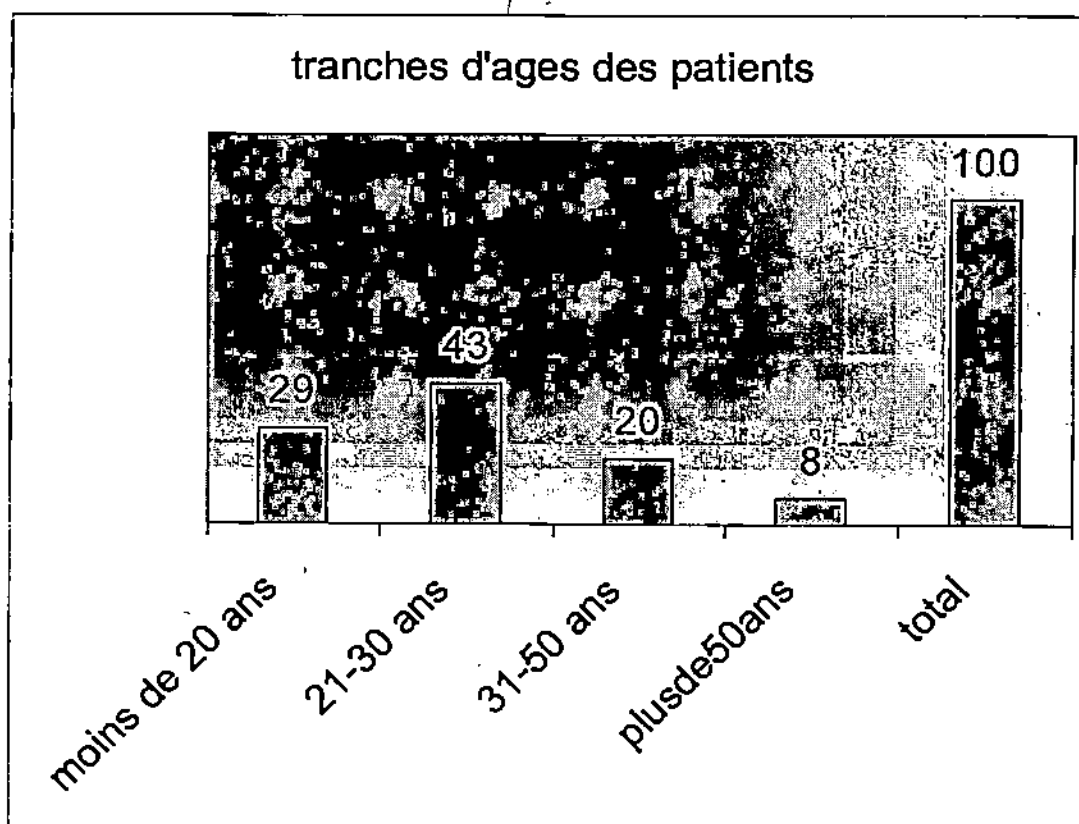 tranches d'ages des patients
100
43
29
20
8
moins de 20 ans
21-30 ans
31-50 ans
plusde50ans
total